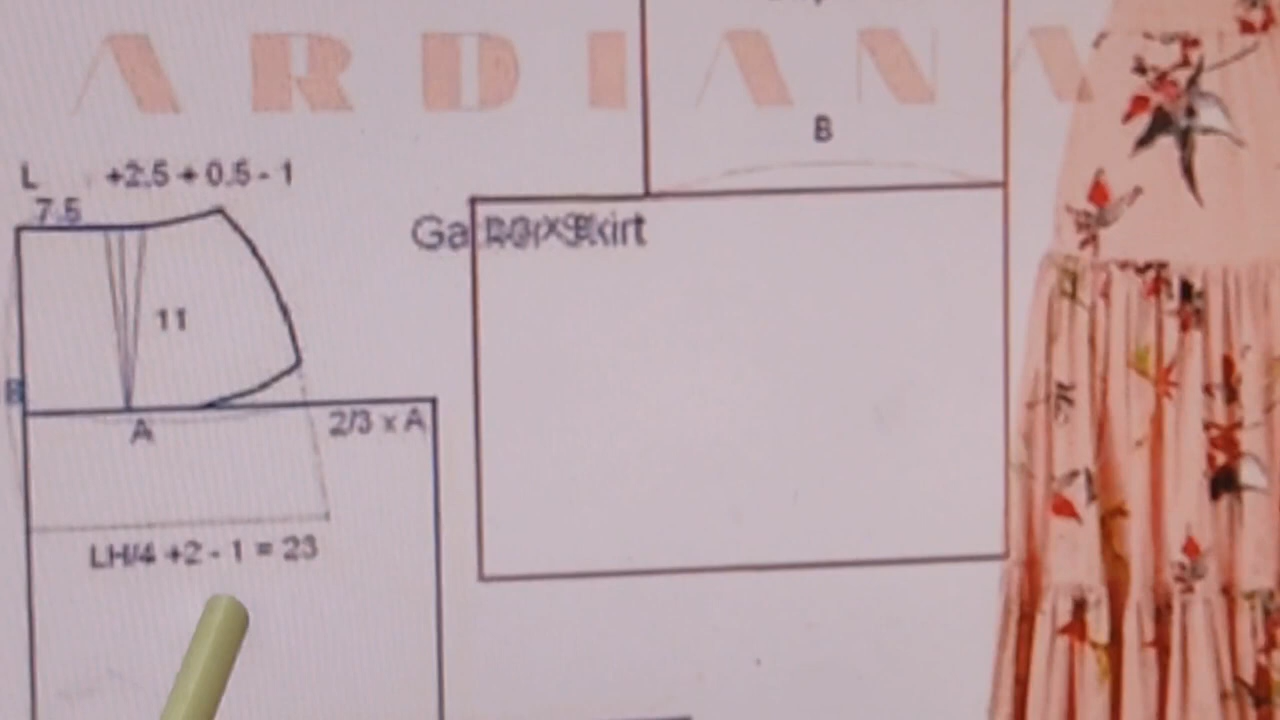 ARDIANA
B
L +2.5 + 0.5 - 1
7.5
11
B
A
2/3 x A
LH/4 +2 - 1 = 23